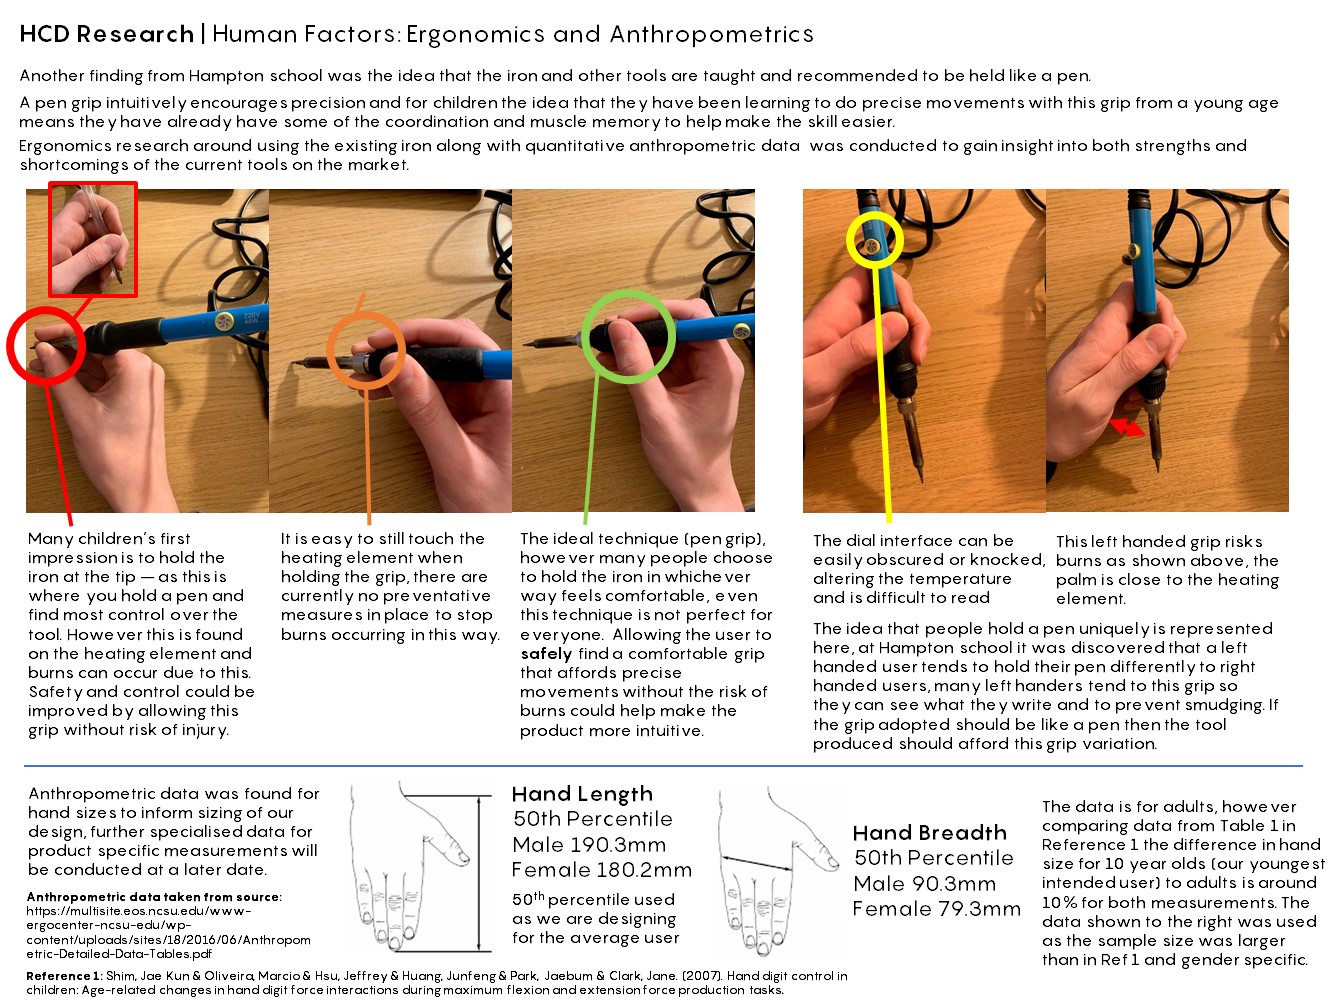 HCD Research | Human Factors: Ergonomics and Anthropometrics
Another finding from Hampton school was the idea that the iron and other tools are taught and recommended to be held like a pen.
A pen grip intuitively encourages precision and for children the idea that they have been learning to do precise movements with this grip from a young age
means they have already have some of the coordination and muscle memory to help make the skill easier.
Ergonomics research around using the existing iron along with quantitative anthropometric data was conducted to gain insight into both strengths and
shortcomings of the current tools on the market.
220V
60W
Many children's first
impression is to hold the
iron at the tip — as this is
where you hold a pen and
find most control over the
tool. However this is found
on the heating element and
burns can occur due to this.
Safety and control could be
improved by allowing this
grip without risk of injury.
It is easy to still touch the
heating element when
holding the grip, there are
currently no preventative
measures in place to stop
burns occurring in this way.
The ideal technique (pen grip),
however many people choose
to hold the iron in whichever
way feels comfortable, even
this technique is not perfect for
everyone. Allowing the user to
safely find a comfortable grip
that affords precise
movements without the risk of
burns could help make the
product more intuitive.
The dial interface can be
easily obscured or knocked,
altering the temperature
and is difficult to read
This left handed grip risks
burns as shown above, the
palm is close to the heating
element.
The idea that people hold a pen uniquely is represented
here, at Hampton school it was discovered that a left
handed user tends to hold their pen differently to right
handed users, many left handers tend to this grip so
they can see what they write and to prevent smudging. If
the grip adopted should be like a pen then the tool
produced should afford this grip variation.
Anthropometric data was found for
hand sizes to inform sizing of our
design, further specialised data for
product specific measurements will
be conducted at a later date.
Anthropometric data taken from source:
https://multisite.eos.ncsu.edu/www-
ergocenter-ncsu-edu/wp-
content/uploads/sites/18/2016/06/Anthropom
etric-Detailed-Data-Tables.pdf
Hand Length
50th Percentile
Male 190.3mm
Female 180.2mm
50th percentile used
as we are designing
for the average user
Hand Breadth
50th Percentile
Male 90.3mm
Female 79.3mm
The data is for adults, however
comparing data from Table 1 in
Reference 1 the difference in hand
size for 10 year olds (our youngest
intended user) to adults is around
10% for both measurements. The
data shown to the right was used
as the sample size was larger
than in Ref 1 and gender specific.
Reference 1: Shim, Jae Kun & Oliveira, Marcio & Hsu, Jeffrey & Huang, Junfeng & Park, Jaebum & Clark, Jane. (2007). Hand digit control in
children: Age-related changes in hand digit force interactions during maximum flexion and extension force production tasks.